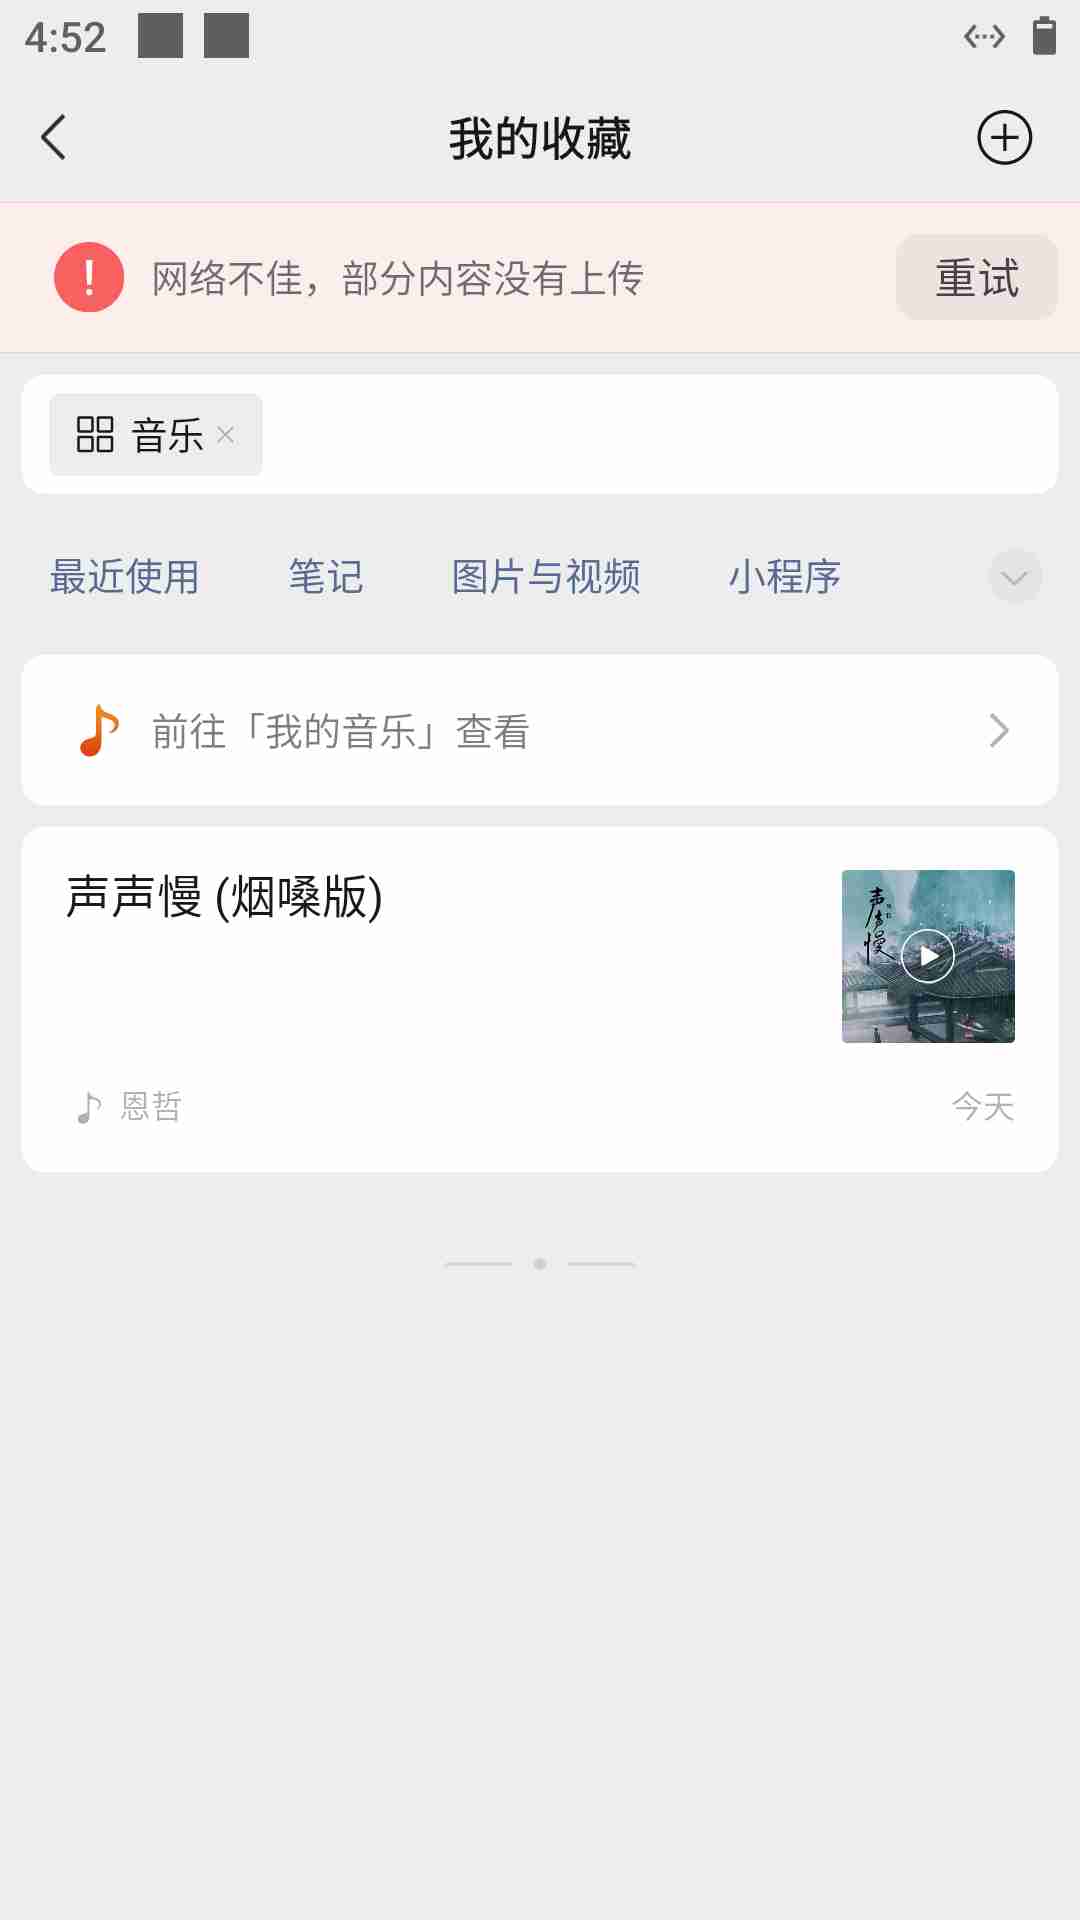 4:52
我的收藏
网络不佳，部分内容没有上传
重试
音乐
最近使用 笔记 图片与视频 小程序
前往「我的音乐」查看
声声慢 (烟嗓版)
声声慢
恩哲
今天